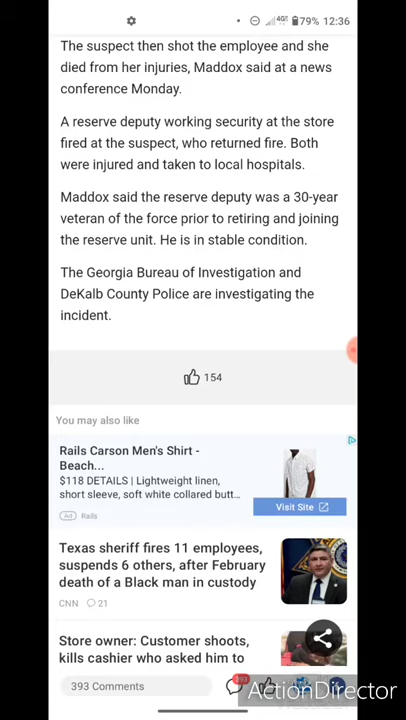 79% 12:36
The suspect then shot the employee and she
died from her injuries, Maddox said at a news
conference Monday.
A reserve deputy working security at the store
fired at the suspect, who returned fire. Both
were injured and taken to local hospitals.
Maddox said the reserve deputy was a 30-year
veteran of the force prior to retiring and joining
the reserve unit. He is in stable condition.
The Georgia Bureau of Investigation and
DeKalb County Police are investigating the
incident.
154
You may also like
Rails Carson Men's Shirt -
Beach...
$118 DETAILS | Lightweight linen,
short sleeve, soft white collared butt...
Visit Site
Ad Rails
Texas sheriff fires 11 employees,
suspends 6 others, after February
death of a Black man in custody
CNN 21
Store owner: Customer shoots,
kills cashier who asked him to
393 Comments
393
ActionDirector